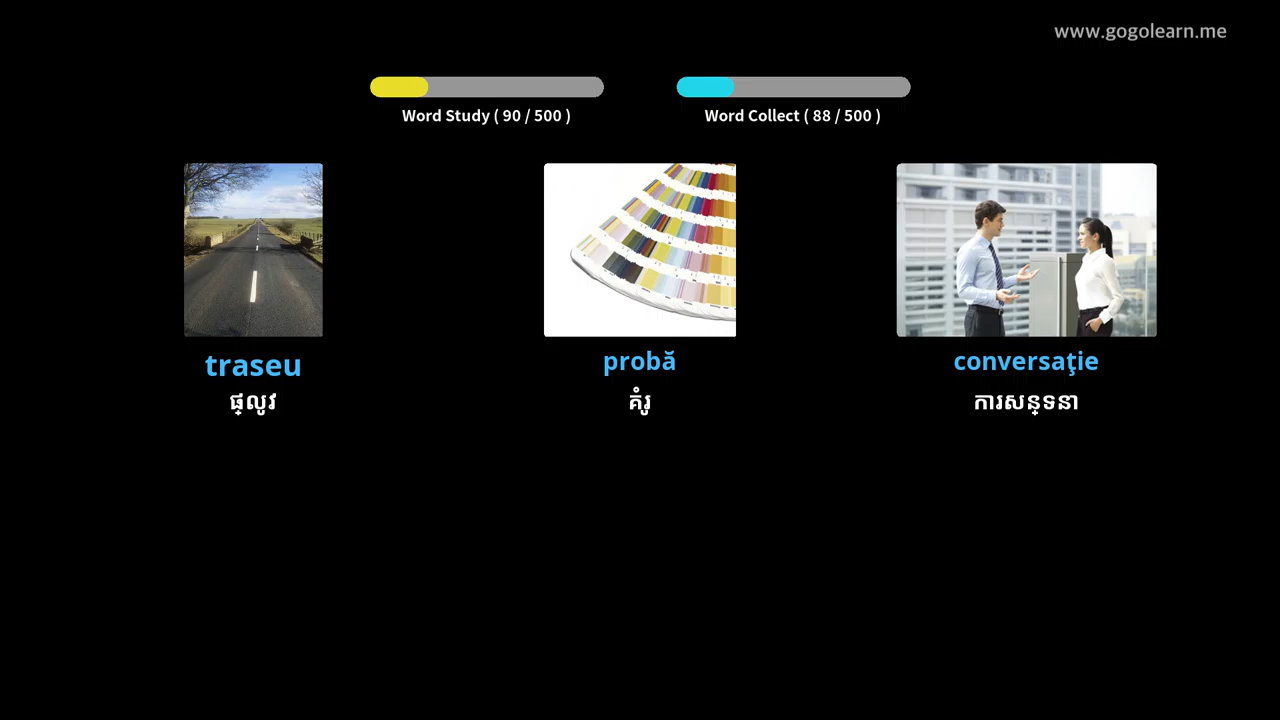 www.gogolearn.me
Word Study ( 90 / 500 )
Word Collect ( 88 / 500 )
traseu
probă
conversaţie
ផ្លូវ
គំរូ
ការសន្ទនា